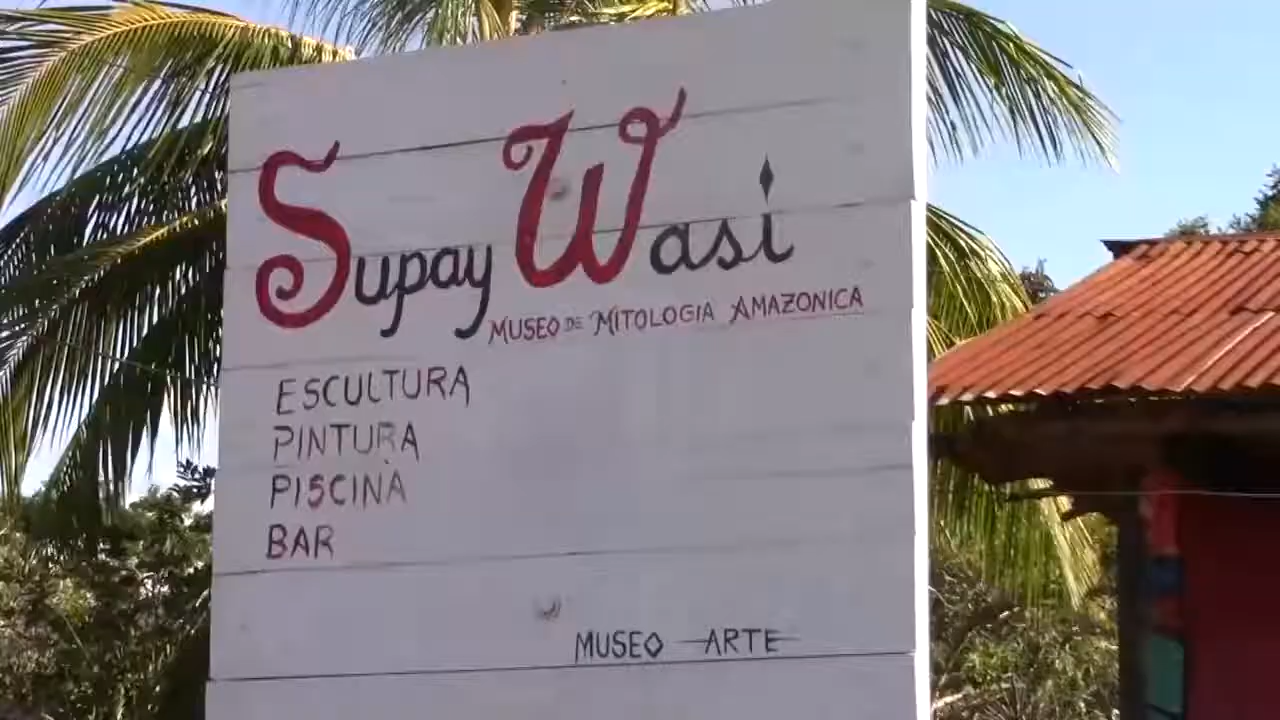 Supay Wasi
MUSEO DE MITOLOGIA AMAZONICA
ESCULTURA
PINTURA
PISCINA
BAR
MUSEO ARTE